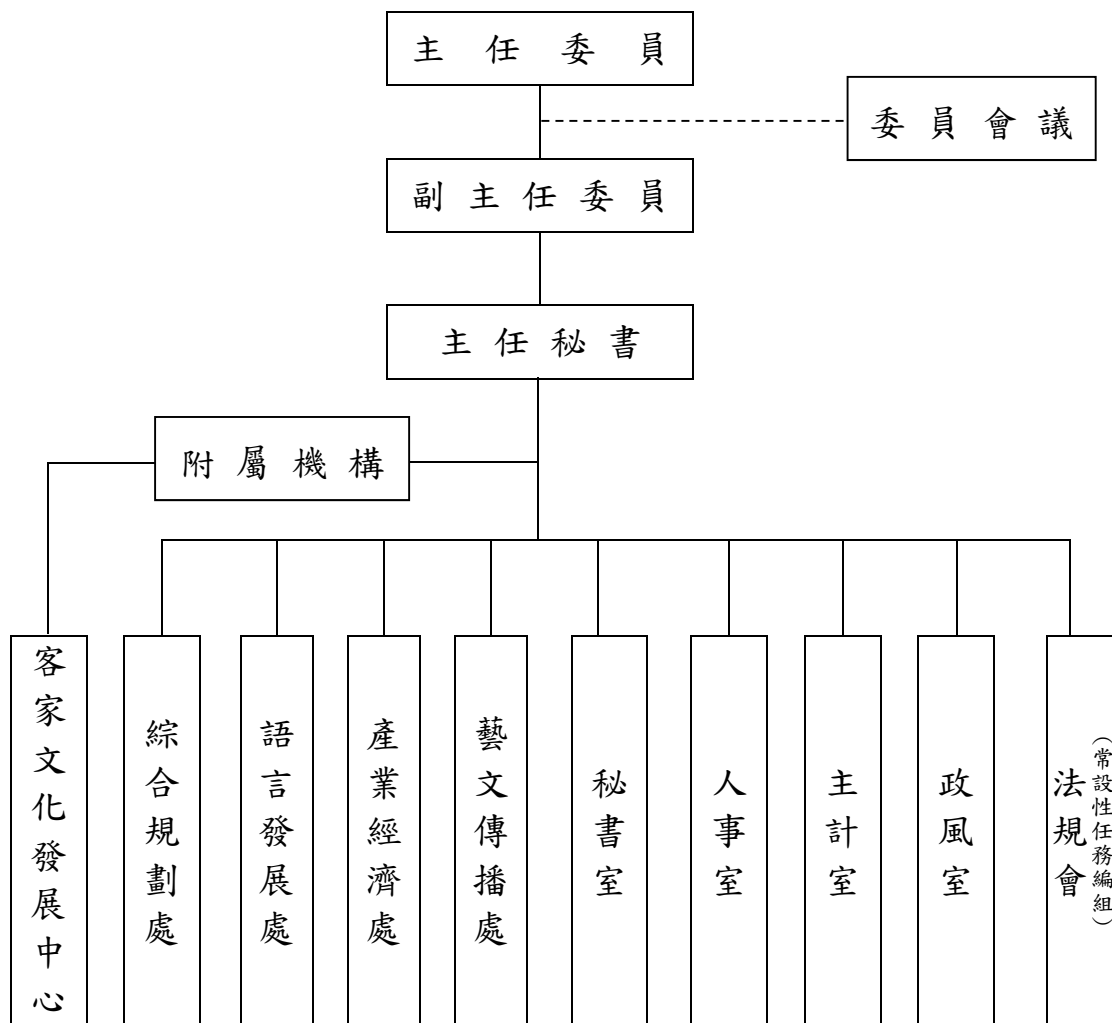 主任委員
委員會議
副主任委員
主任秘書
附屬機構
客家文化發展中心
綜合規劃處
語言發展處
產業經濟處
藝文傳播處
秘書室
人事室
主計室
政風室
法規會
（常設性任務編組）